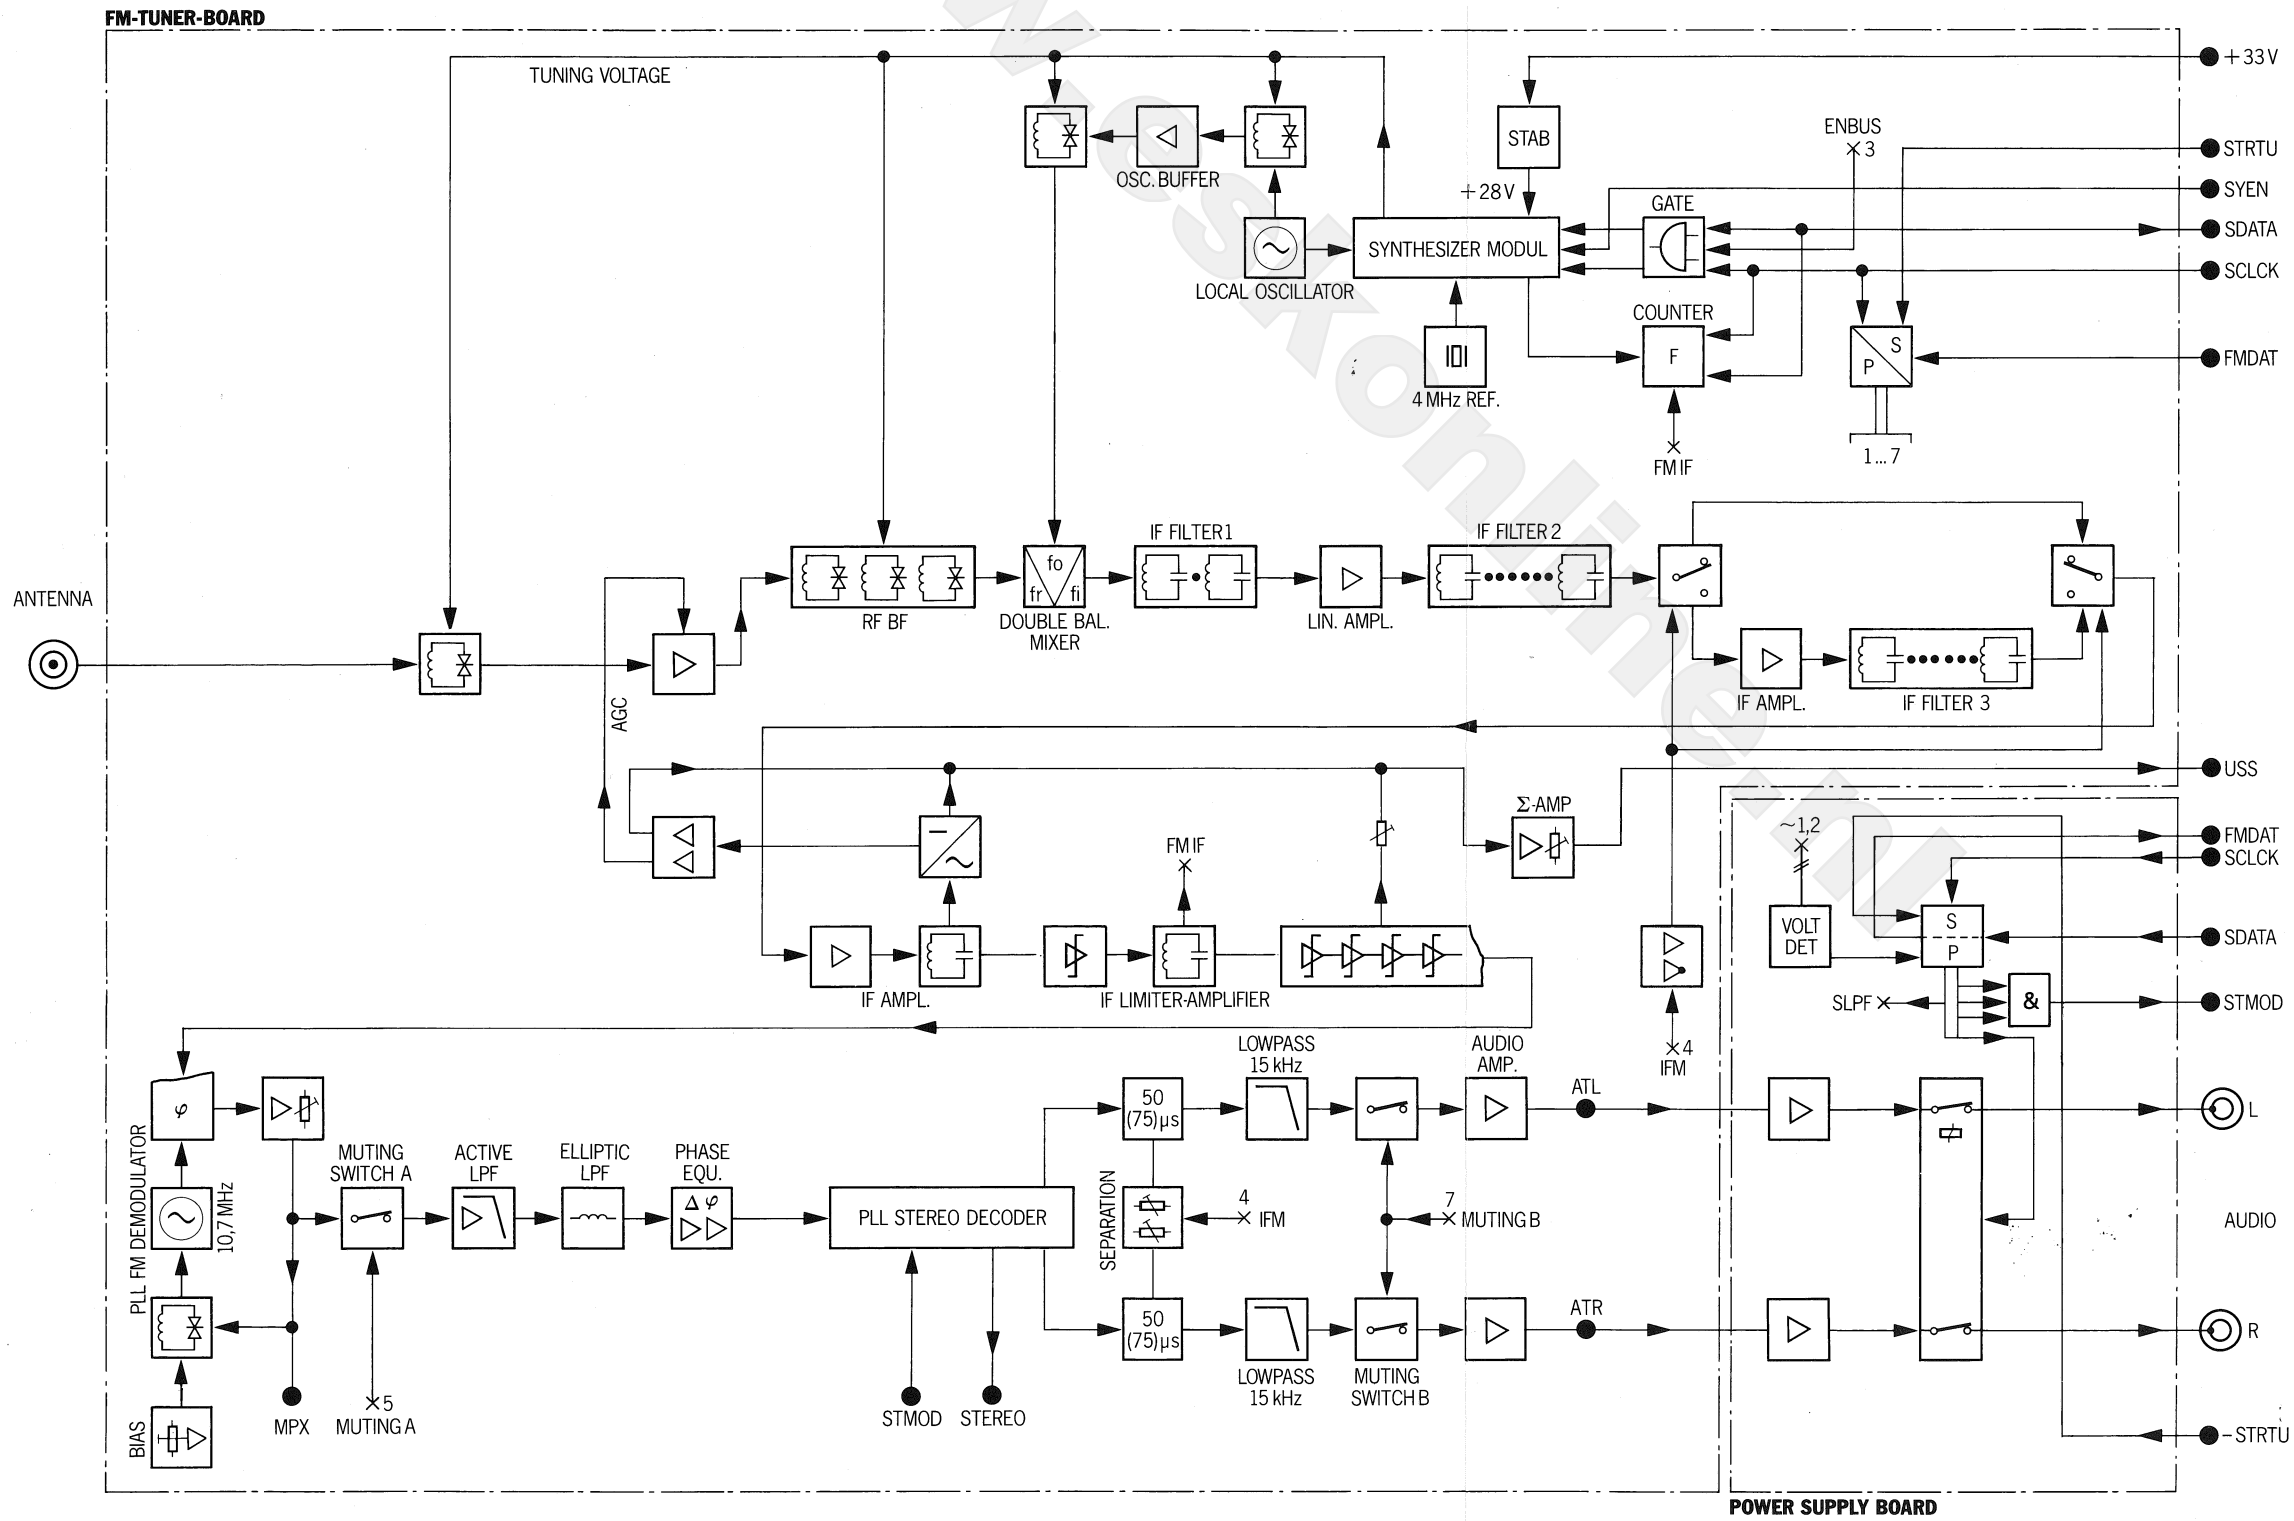 FM-TUNER-BOARD
TUNING VOLTAGE
+33V
STAB
ENBUS
3
STRTU
OSC. BUFFER
+28V
SYEN
GATE
SDATA
SYNTHESIZER MODUL
SCLCK
LOCAL OSCILLATOR
COUNTER
F
S
P
FMDAT
4 MHz REF.
FM IF
1...7
ANTENNA
IF FILTER 1
IF FILTER 2
fo
fr
fi
RF BF
DOUBLE BAL.
MIXER
LIN. AMPL.
IF AMPL.
IF FILTER 3
AGC
USS
Σ-AMP
FM IF
~1,2
FMDAT
SCLCK
VOLT
DET
S
P
SDATA
IF AMPL.
IF LIMITER-AMPLIFIER
SLPF
&
STMOD
4
IFM
LOWPASS
15 kHz
AUDIO
AMP.
ATL
φ
50
(75)µs
L
PLL FM DEMODULATOR
10,7 MHz
MUTING
SWITCH A
ACTIVE
LPF
ELLIPTIC
LPF
PHASE
EQU.
Δ φ
PLL STEREO DECODER
SEPARATION
4
IFM
7
MUTING B
AUDIO
50
(75)µs
ATR
R
LOWPASS
15 kHz
MUTING
SWITCH B
BIAS
MPX
5
MUTING A
STMOD
STEREO
-STRTU
POWER SUPPLY BOARD
w.eskonline.nl